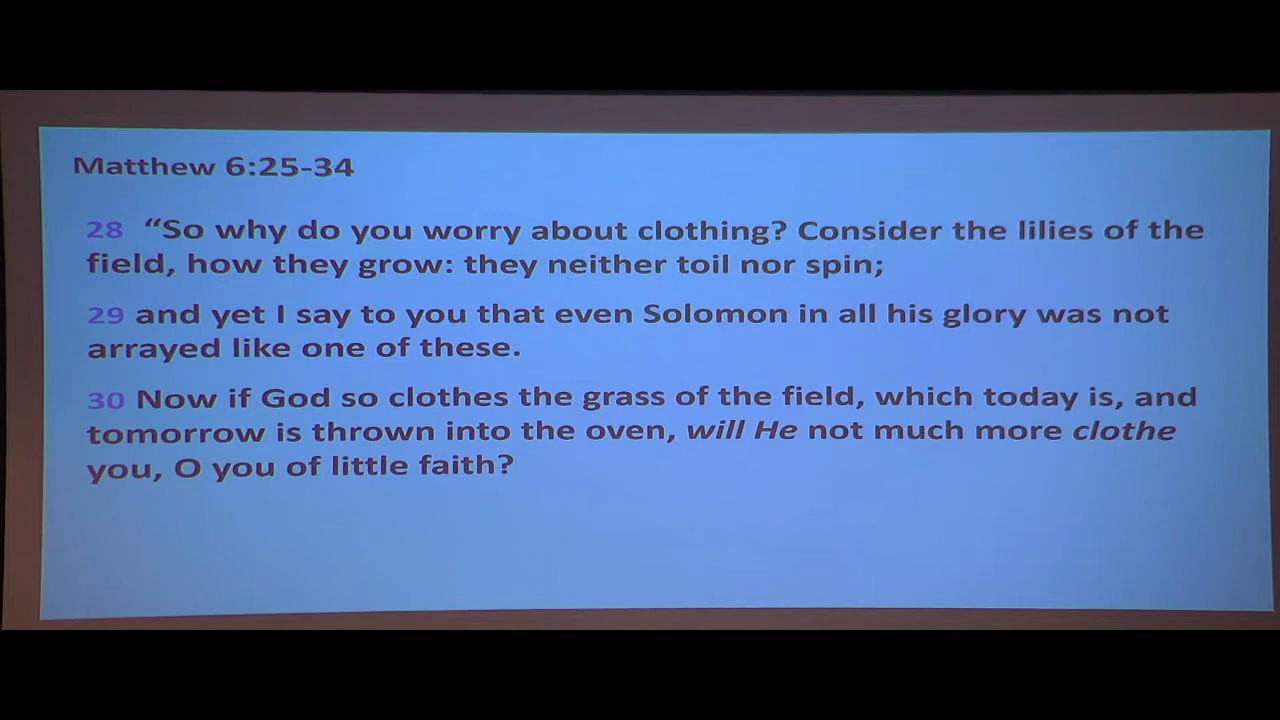 Matthew 6:25-34
28 “So why do you worry about clothing? Consider the lilies of the
field, how they grow: they neither toil nor spin;
29 and yet I say to you that even Solomon in all his glory was not
arrayed like one of these.
30 Now if God so clothes the grass of the field, which today is, and
tomorrow is thrown into the oven, will He not much more clothe
you, O you of little faith?